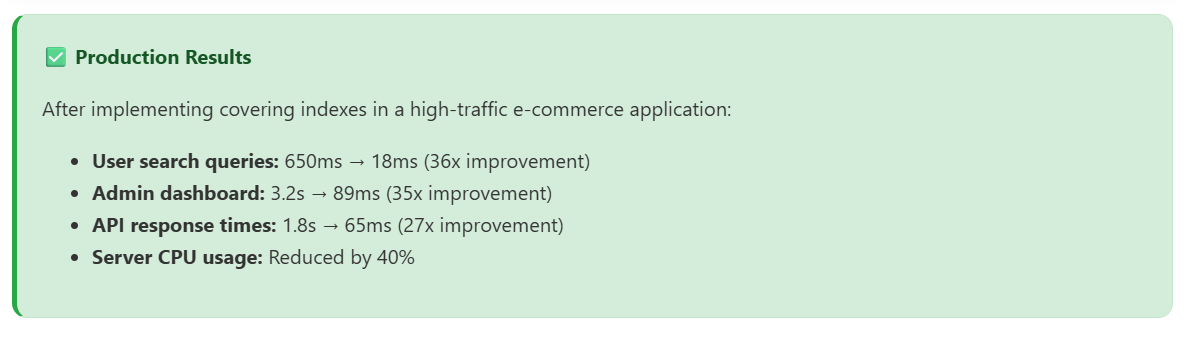 ✅ Production Results
After implementing covering indexes in a high-traffic e-commerce application:
• User search queries: 650ms → 18ms (36x improvement)
• Admin dashboard: 3.2s → 89ms (35x improvement)
• API response times: 1.8s → 65ms (27x improvement)
• Server CPU usage: Reduced by 40%